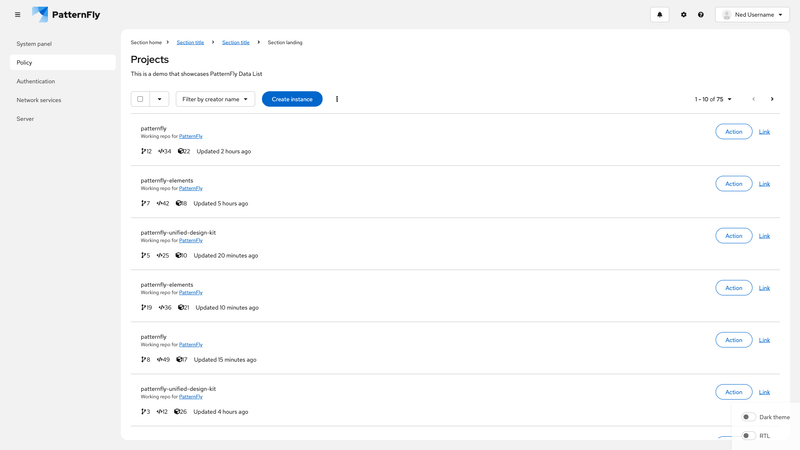 PatternFly
Ned Username
System panel
Policy
Authentication
Network services
Server
Section home
Section title
Section title
Section landing
Projects
This is a demo that showcases PatternFly Data List
Filter by creator name
Create instance
1 - 10 of 75
patternfly
Working repo for PatternFly
12 34 22 Updated 2 hours ago
Action
Link
patternfly-elements
Working repo for PatternFly
7 42 18 Updated 5 hours ago
Action
Link
patternfly-unified-design-kit
Working repo for PatternFly
5 25 10 Updated 20 minutes ago
Action
Link
patternfly-elements
Working repo for PatternFly
19 36 21 Updated 10 minutes ago
Action
Link
patternfly
Working repo for PatternFly
8 49 17 Updated 15 minutes ago
Action
Link
patternfly-unified-design-kit
Working repo for PatternFly
3 12 26 Updated 4 hours ago
Action
Link
Dark theme
RTL